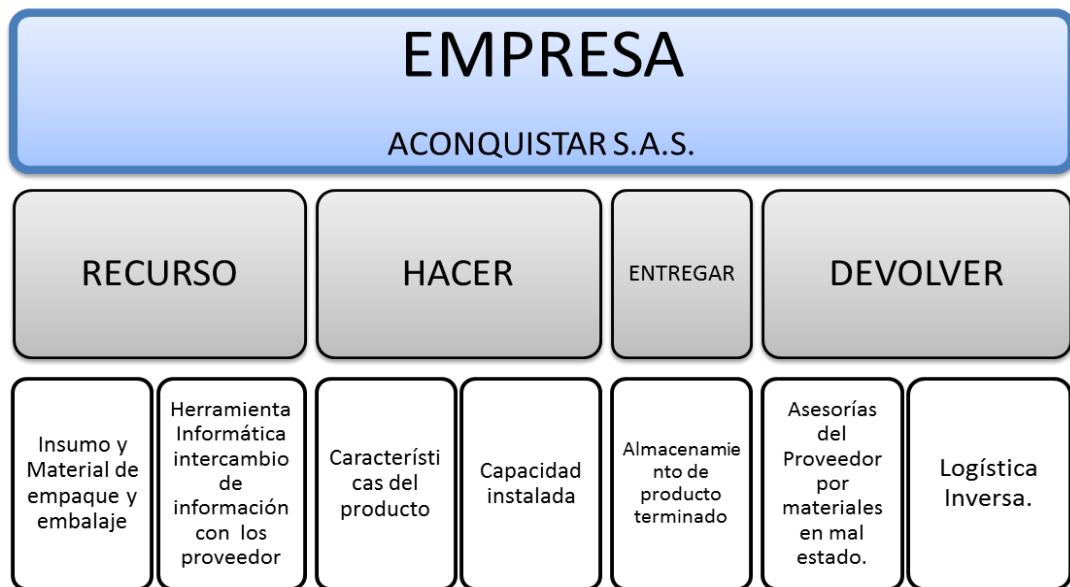 EMPRESA
ACONQUISTAR S.A.S.
RECURSO
HACER
ENTREGAR
DEVOLVER
Insumo y
Material de
empaque y
embalaje
Herramienta
Informática
intercambio
de
información
con los
proveedor
Característi
cas del
producto
Capacidad
instalada
Almacenamie
nto de
producto
terminado
Asesorías
del
Proveedor
por
materiales
en mal
estado.
Logística
Inversa.